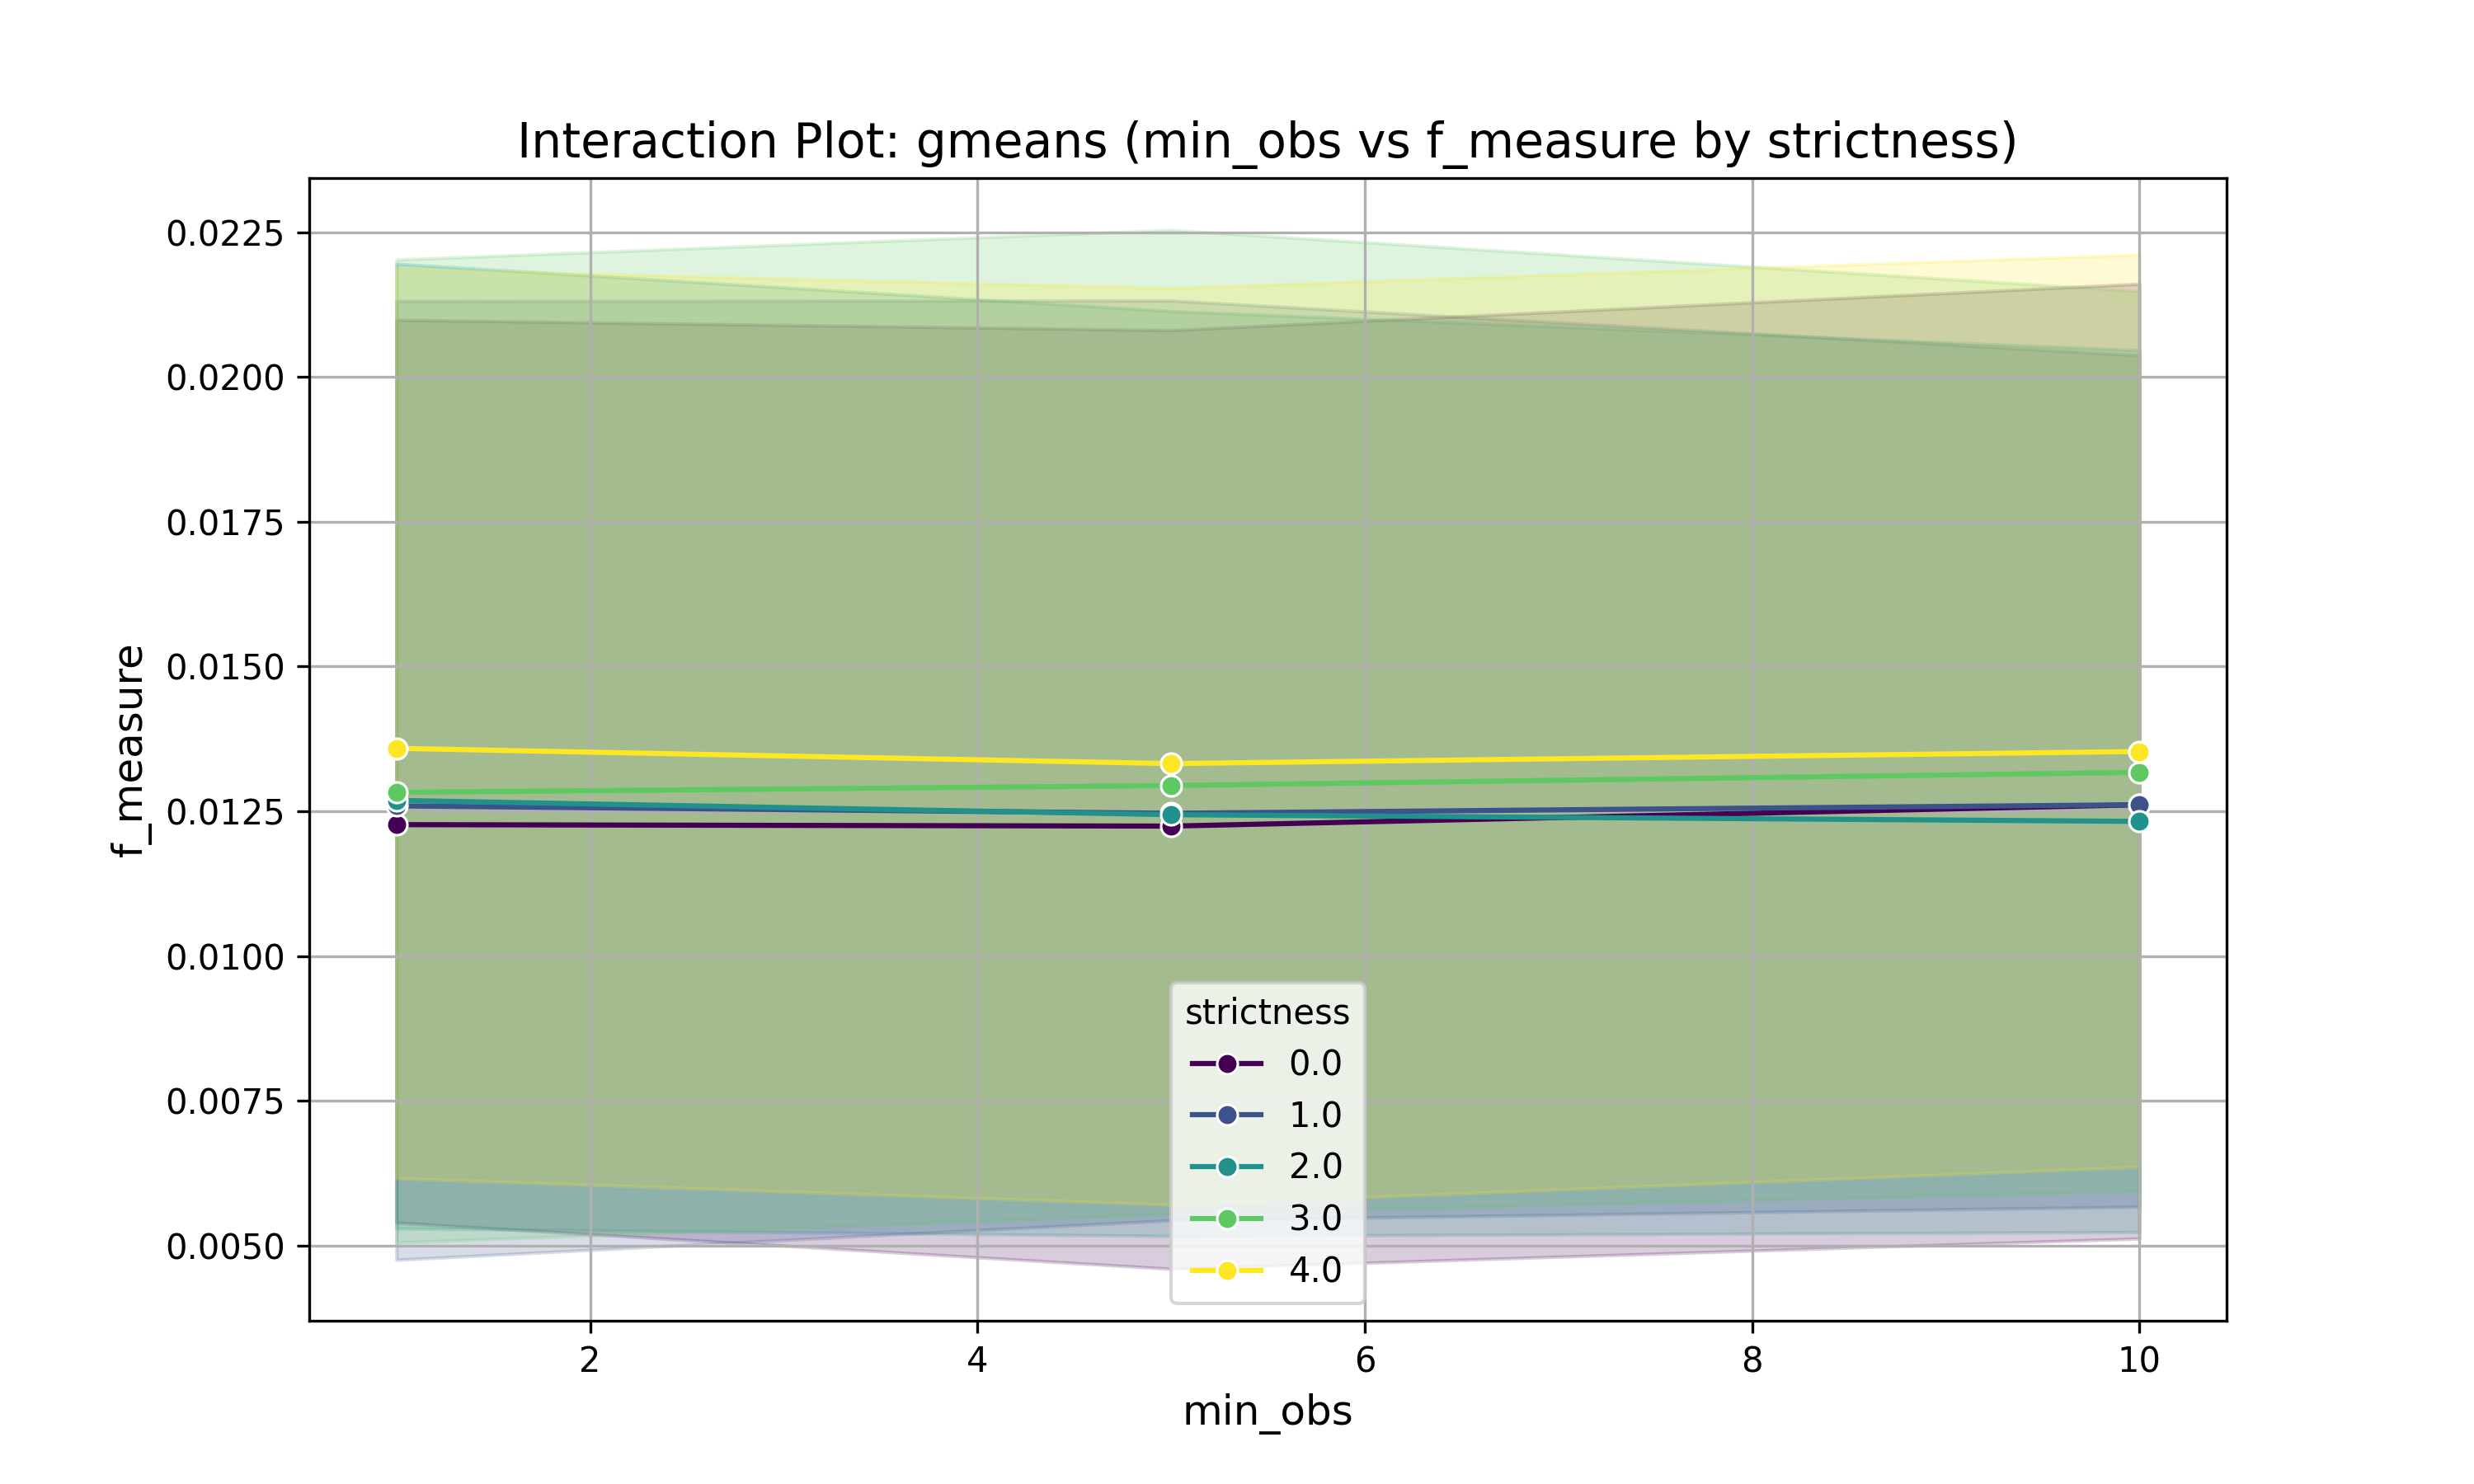 Interaction Plot: gmeans (min_obs vs f_measure by strictness)
0.0225
0.0200
0.0175
0.0150
0.0125
0.0100
0.0075
0.0050
f_measure
strictness
0.0
1.0
2.0
3.0
4.0
2 4 6 8 10
min_obs